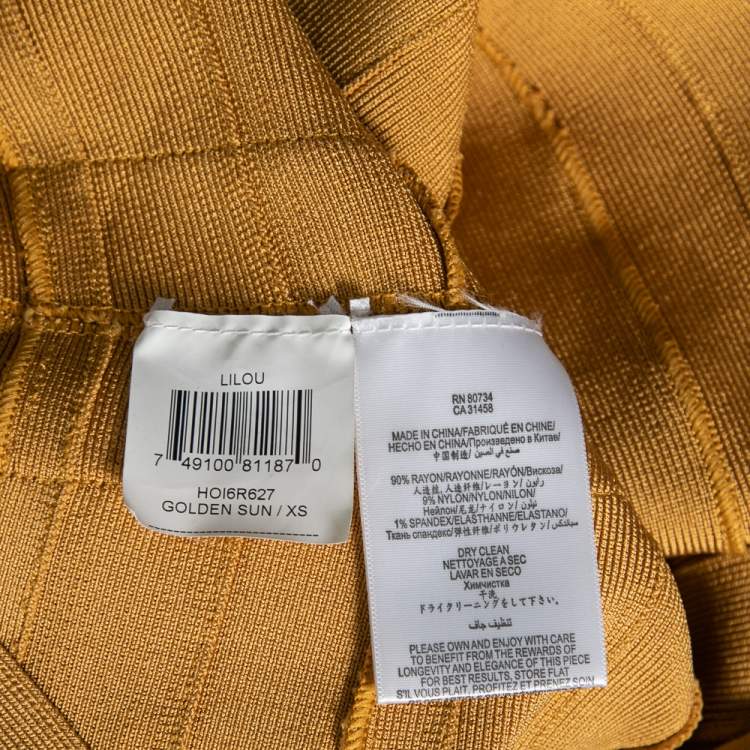 LILOU
7 49100 81187 0
HOI6R627
GOLDEN SUN / XS
RN 80734
CA 31458
MADE IN CHINA/FABRIQUÉ EN CHINE/
HECHO EN CHINA/Произведено в Китае/
中国制造/ صنع في الصين
90% RAYON/RAYONNE/RAYÓN/Вискоза/
人造丝, 人造纤维/レーヨン/ رايون
9% NYLON/NYLON/NILON/
Нейлон/尼龙/ナイロン/ نيلون
1% SPANDEX/ELASTHANNE/ELASTANO/
Ткань спандекс/弹性纤维/ポリウレタン/ سباندكس
DRY CLEAN
NETTOYAGE A SEC
LAVAR EN SECO
Химчистка
干洗
ドライクリーニングをして下さい。
تنظيف جاف
PLEASE OWN AND ENJOY WITH CARE
TO BENEFIT FROM THE REWARDS OF
LONGEVITY AND ELEGANCE OF THIS PIECE
FOR BEST RESULTS, STORE FLAT
S'IL VOUS PLAIT, PROFITEZ ET PRENEZ SOIN